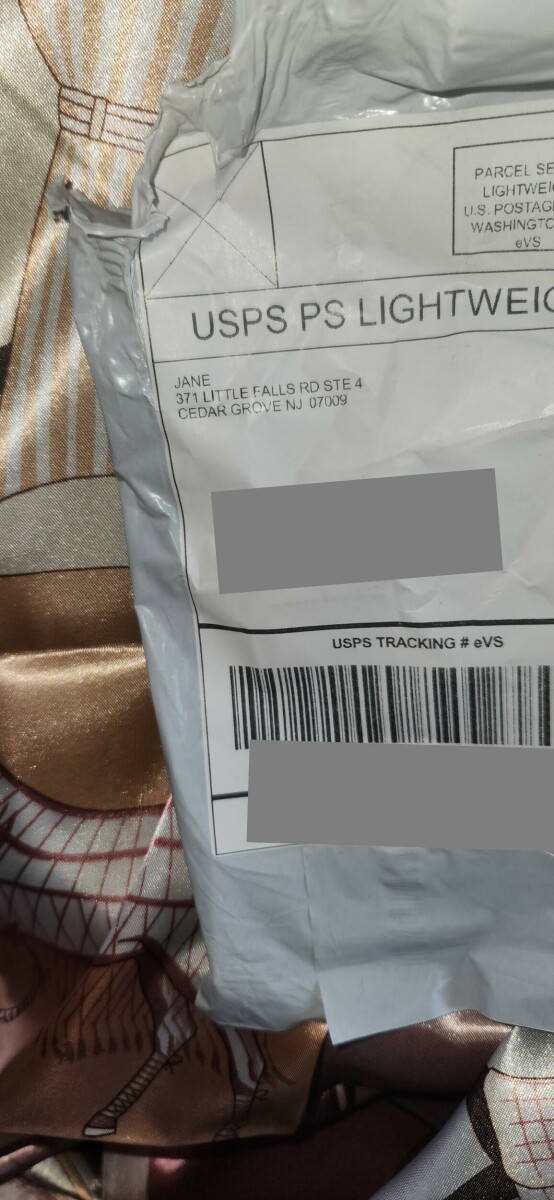 PARCEL SE
LIGHTWEIG
U.S. POSTAG
WASHINGTO
eVS
USPS PS LIGHTWEIG
JANE
371 LITTLE FALLS RD STE 4
CEDAR GROVE NJ 07009
USPS TRACKING # eVS